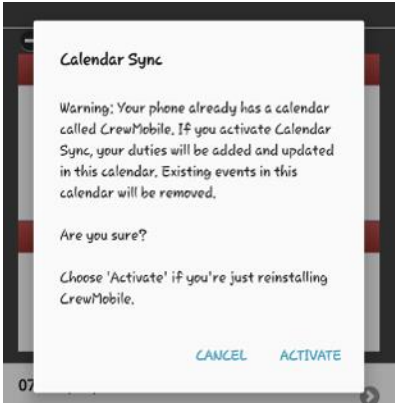 Calendar Sync
Warning: Your phone already has a calendar
called CrewMobile. If you activate Calendar
Sync, your duties will be added and updated
in this calendar. Existing events in this
calendar will be removed.
Are you sure?
Choose 'Activate' if you're just reinstalling
CrewMobile.
CANCEL ACTIVATE
07